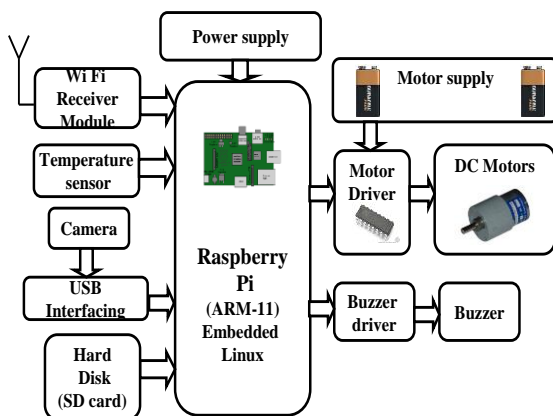 Power supply
Wi Fi
Receiver
Module
Temperature
sensor
Camera
USB
Interfacing
Hard
Disk
(SD card)
Raspberry
Pi
(ARM-11)
Embedded
Linux
Motor supply
Motor
Driver
DC Motors
Buzzer
driver
Buzzer